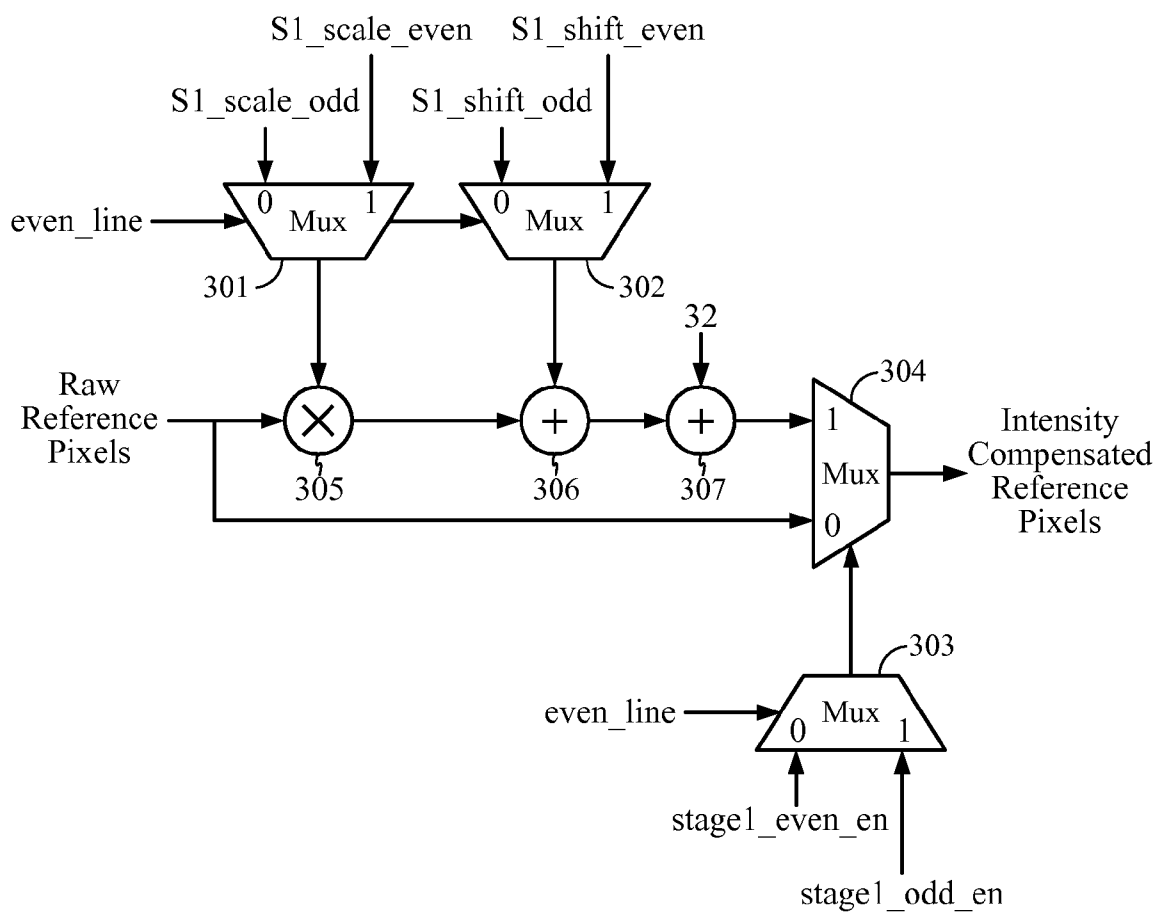 S1_scale_even
S1_shift_even
S1_scale_odd
S1_shift_odd
0
1
Mux
0
1
Mux
even_line
301
302
32
304
Raw
Reference
Pixels
1
Mux
0
Intensity
Compensated
Reference
Pixels
305
306
307
303
even_line
Mux
0
1
stage1_even_en
stage1_odd_en